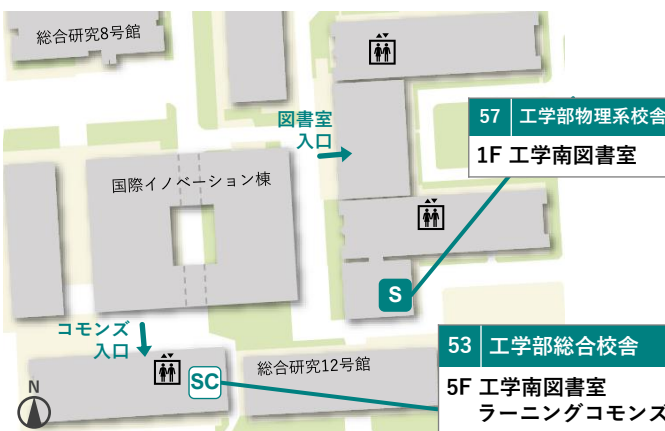 総合研究8号館
図書室
入口
57 工学部物理系校舎
1F 工学南図書室
国際イノベーション棟
S
コモンズ
入口
SC
総合研究12号館
53 工学部総合校舎
5F 工学南図書室
ラーニングコモンズ
N